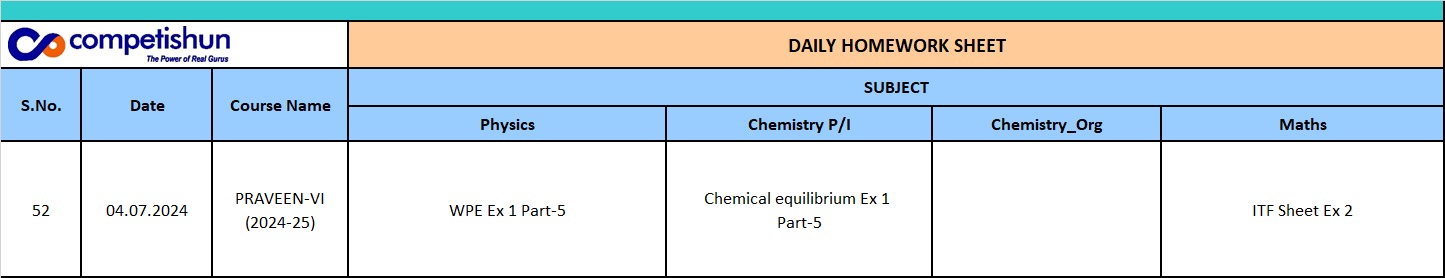 competishun
The Power of Real Gurus
DAILY HOMEWORK SHEET
S.No.
Date
Course Name
SUBJECT
Physics
Chemistry P/I
Chemistry_Org
Maths
52
04.07.2024
PRAVEEN-VI
(2024-25)
WPE Ex 1 Part-5
Chemical equilibrium Ex 1
Part-5
ITF Sheet Ex 2